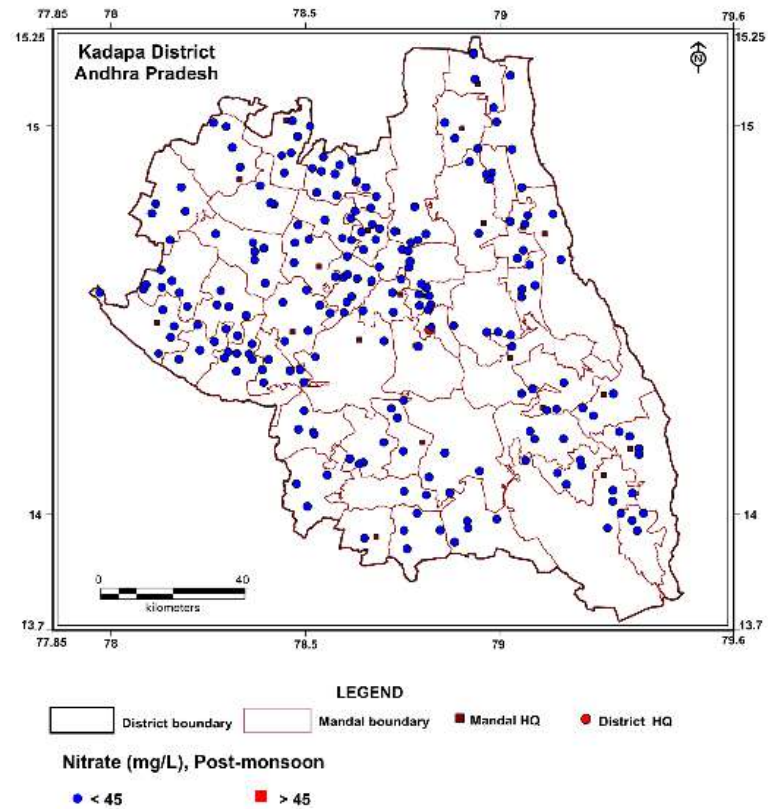 78
78.5
79
79.6
15.25
15.25
Kadapa District
Andhra Pradesh
N
15
15
14
14
0
40
kilometers
13.7
13.7
77.85
78
78.5
79
79.6
LEGEND
District boundary
Mandal boundary
Mandal HQ
District HQ
Nitrate (mg/L), Post-monsoon
< 45
> 45